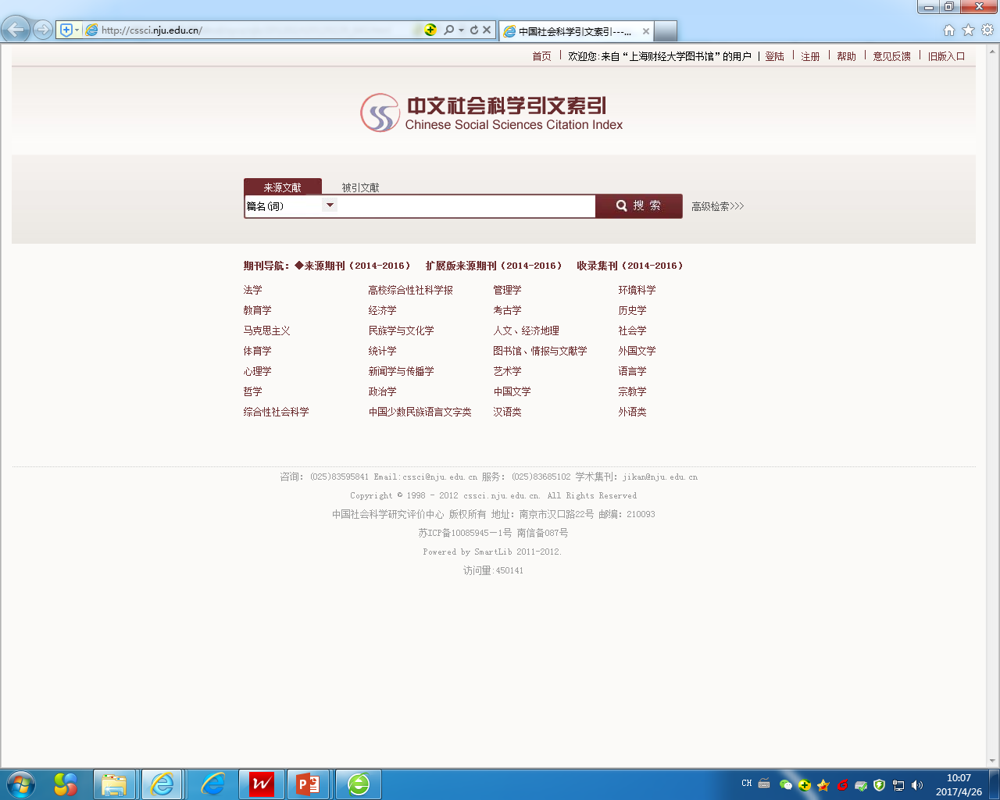 http://cssci.nju.edu.cn/
中国社会科学引文索引---...
首页 欢迎您:来自“上海财经大学图书馆”的用户 | 登陆 注册 帮助 意见反馈 旧版入口
中文社会科学引文索引
Chinese Social Sciences Citation Index
来源文献 被引文献
篇名(词) 搜 索 高级检索>>>
期刊导航：◆来源期刊（2014-2016） 扩展版来源期刊（2014-2016） 收录集刊（2014-2016）
法学 高校综合性社科学报 管理学 环境科学
教育学 经济学 考古学 历史学
马克思主义 民族学与文化学 人文、经济地理 社会学
体育学 统计学 图书馆、情报与文献学 外国文学
心理学 新闻学与传播学 艺术学 语言学
哲学 政治学 中国文学 宗教学
综合性社会科学 中国少数民族语言文字类 汉语类 外语类
咨询：(025)83595841 Email:cssci@nju.edu.cn 服务：(025)83685102 学术集刊：jikan@nju.edu.cn
Copyright © 1998 - 2012 cssci.nju.edu.cn. All Rights Reserved
中国社会科学研究评价中心 版权所有 地址：南京市汉口路22号 邮编：210093
苏ICP备10085945－1号 南信备087号
Powered by SmartLib 2011-2012.
访问量:450141
CH
10:07
2017/4/26